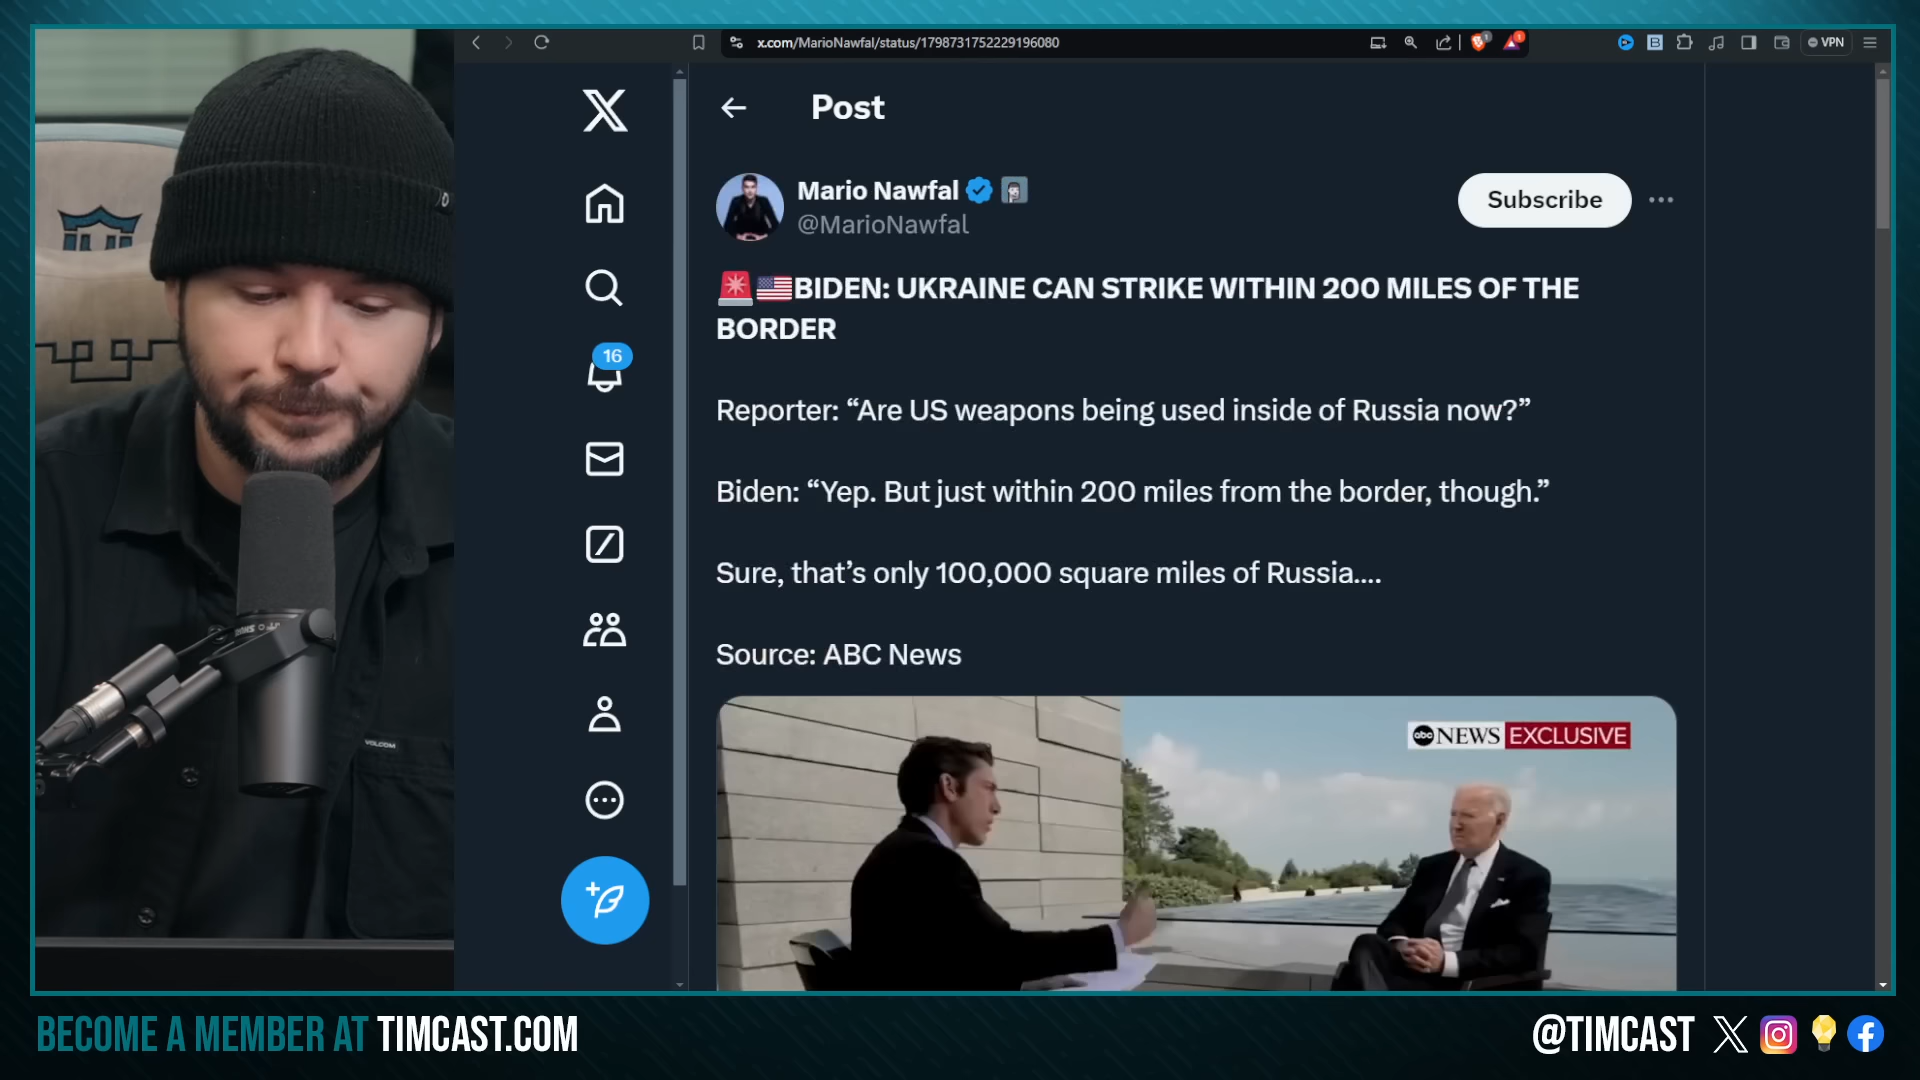 x.com/MarioNawfal/status/1798731752229196080
VPN
Post
Mario Nawfal
@MarioNawfal
Subscribe
🚨🇺🇸BIDEN: UKRAINE CAN STRIKE WITHIN 200 MILES OF THE
BORDER
Reporter: “Are US weapons being used inside of Russia now?”
Biden: “Yep. But just within 200 miles from the border, though.”
Sure, that’s only 100,000 square miles of Russia....
Source: ABC News
abc NEWS EXCLUSIVE
16
VOLCOM
BECOME A MEMBER AT TIMCAST.COM
@TIMCAST